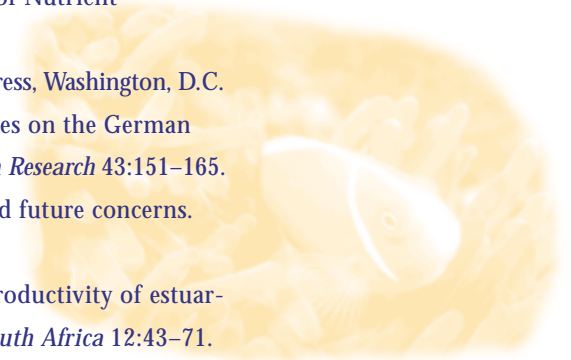 or Nutrient
ress, Washington, D.C.
es on the German
Research 43:151–165.
d future concerns.
roductivity of estuar-
uth Africa 12:43–71.